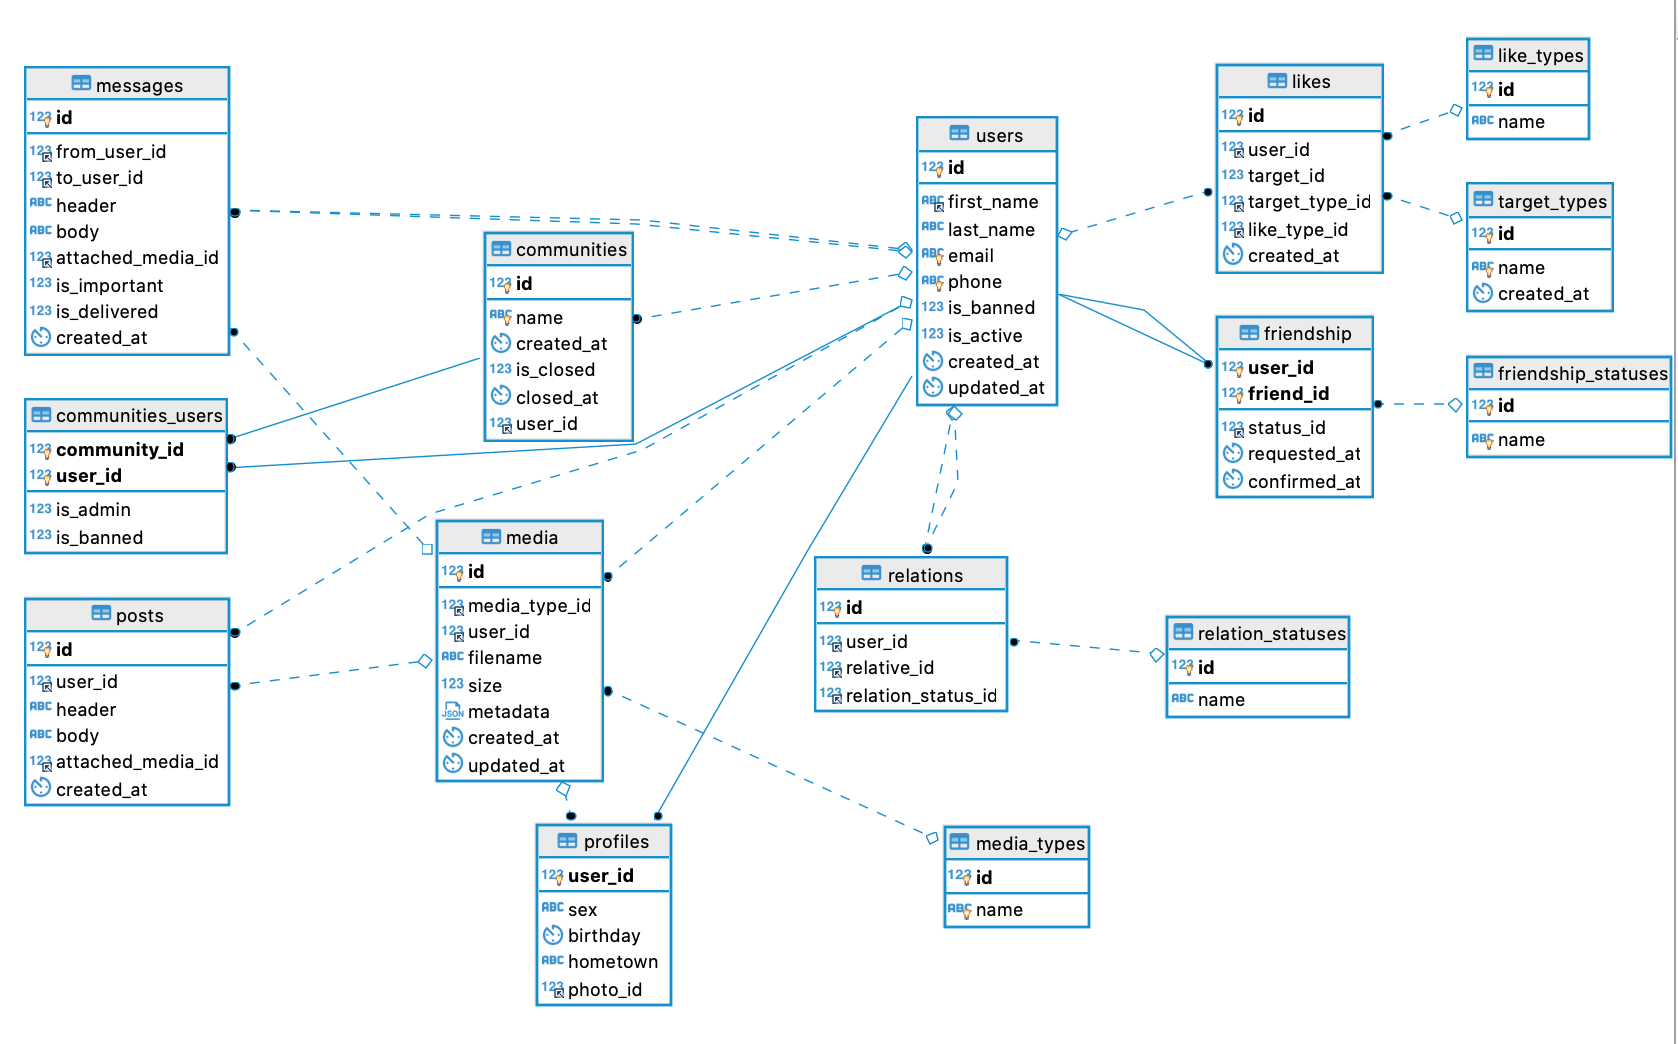 messages
123 id
123 from_user_id
123 to_user_id
ABC header
ABC body
123 attached_media_id
123 is_important
123 is_delivered
created_at
communities_users
123 community_id
123 user_id
123 is_admin
123 is_banned
posts
123 id
123 user_id
ABC header
ABC body
123 attached_media_id
created_at
communities
123 id
ABC name
created_at
123 is_closed
closed_at
123 user_id
media
123 id
123 media_type_id
123 user_id
ABC filename
123 size
JSON metadata
created_at
updated_at
profiles
123 user_id
ABC sex
birthday
ABC hometown
123 photo_id
users
123 id
ABC first_name
ABC last_name
ABC email
ABC phone
123 is_banned
123 is_active
created_at
updated_at
relations
123 id
123 user_id
123 relative_id
123 relation_status_id
media_types
123 id
ABC name
likes
123 id
123 user_id
123 target_id
123 target_type_id
123 like_type_id
created_at
friendship
123 user_id
123 friend_id
123 status_id
requested_at
confirmed_at
relation_statuses
123 id
ABC name
like_types
123 id
ABC name
target_types
123 id
ABC name
created_at
friendship_statuses
123 id
ABC name